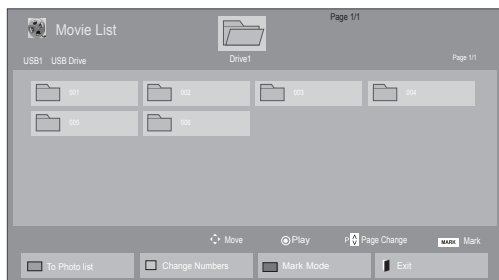 Page 1/1
Movie List
Drive1
USB1 USB Drive
Page 1/1
001 002 003 004
005 006
Move Play P Page Change MARK Mark
To Photo list Change Numbers Mark Mode Exit